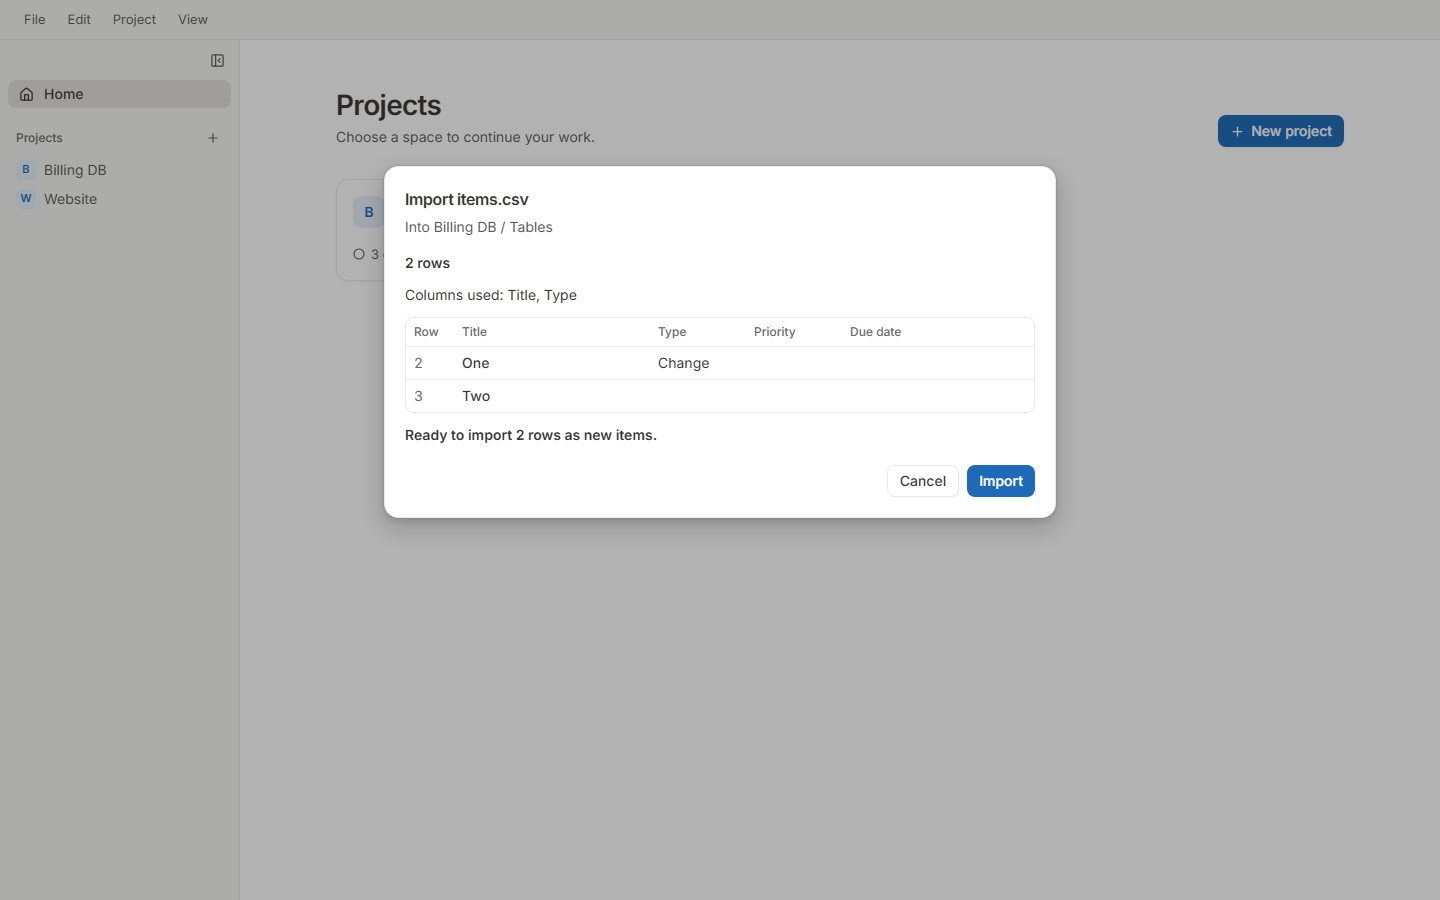 File Edit Project View
Home
Projects
B Billing DB
W Website
Projects
Choose a space to continue your work.
New project
B
3
Import items.csv
Into Billing DB / Tables
2 rows
Columns used: Title, Type
Row Title Type Priority Due date
2 One Change
3 Two
Ready to import 2 rows as new items.
Cancel Import